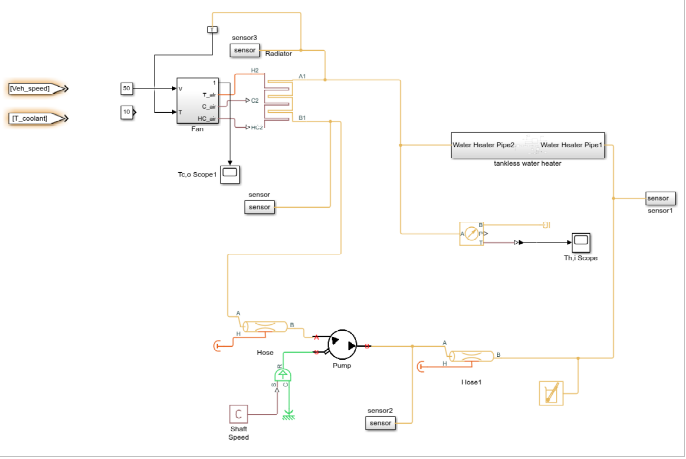 sensor3
sensor
Radiator
[Veh_speed]
50
V
1
H2
A1
T_air
C_air
C2
[T_coolant]
10
T
HC_air
B1
Fan
Water Heater Pipe2.
Water Heater Pipe1
tankless water heater
Tc,o Scope1
sensor
sensor
sensor
sensor1
A
B
P
T
Th,i Scope
A
B
H
Hose
Pump
A
B
H
R
S
C
C
Shaft
Speed
sensor2
sensor